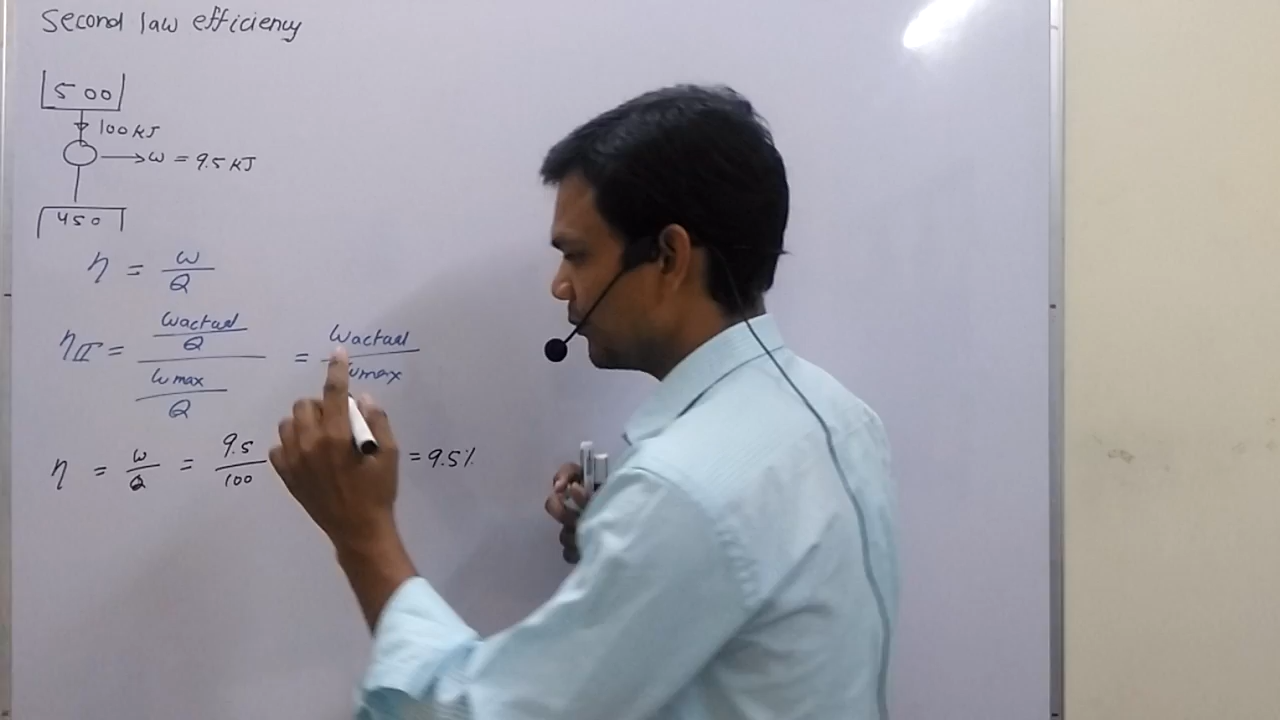 Second law efficiency
500
100 KJ
→ W = 9.5 KJ
450
η = W/Q
η_II = (Wactual/Q)/(Wmax/Q) = Wactual/Wmax
η = W/Q = 9.5/100 = 9.5%